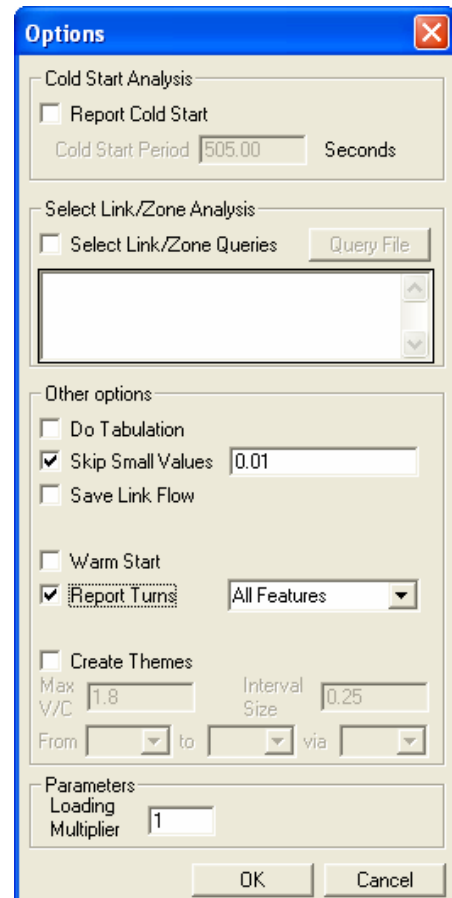 Options
Cold Start Analysis
Report Cold Start
Cold Start Period 505.00 Seconds
Select Link/Zone Analysis
Select Link/Zone Queries Query File
Other options
Do Tabulation
Skip Small Values 0.01
Save Link Flow
Warm Start
Report Turns All Features
Create Themes
Max V/C 1.8 Interval Size 0.25
From to via
Parameters
Loading Multiplier 1
OK Cancel